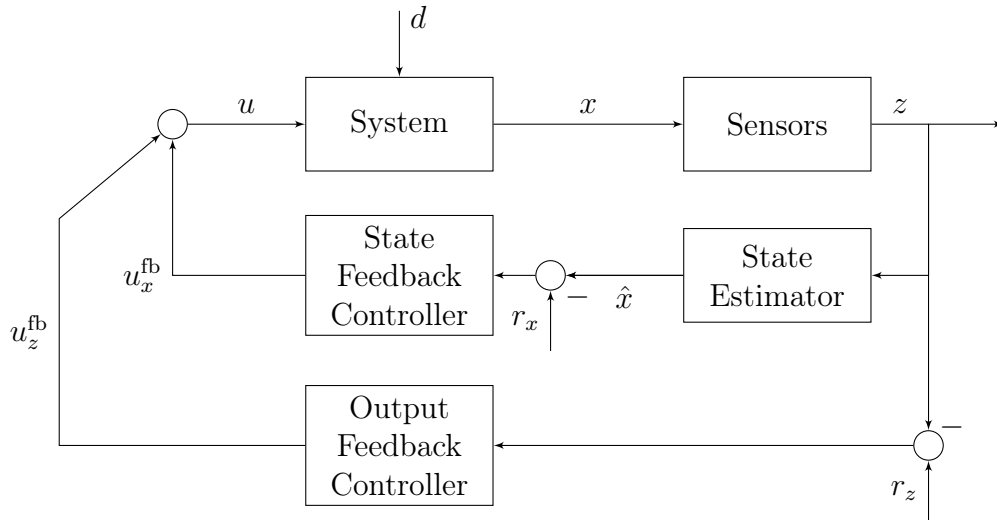 d
u
System
x
Sensors
z
State
Feedback
Controller
State
Estimator
u_x^fb
r_x
−
x̂
u_z^fb
Output
Feedback
Controller
−
r_z